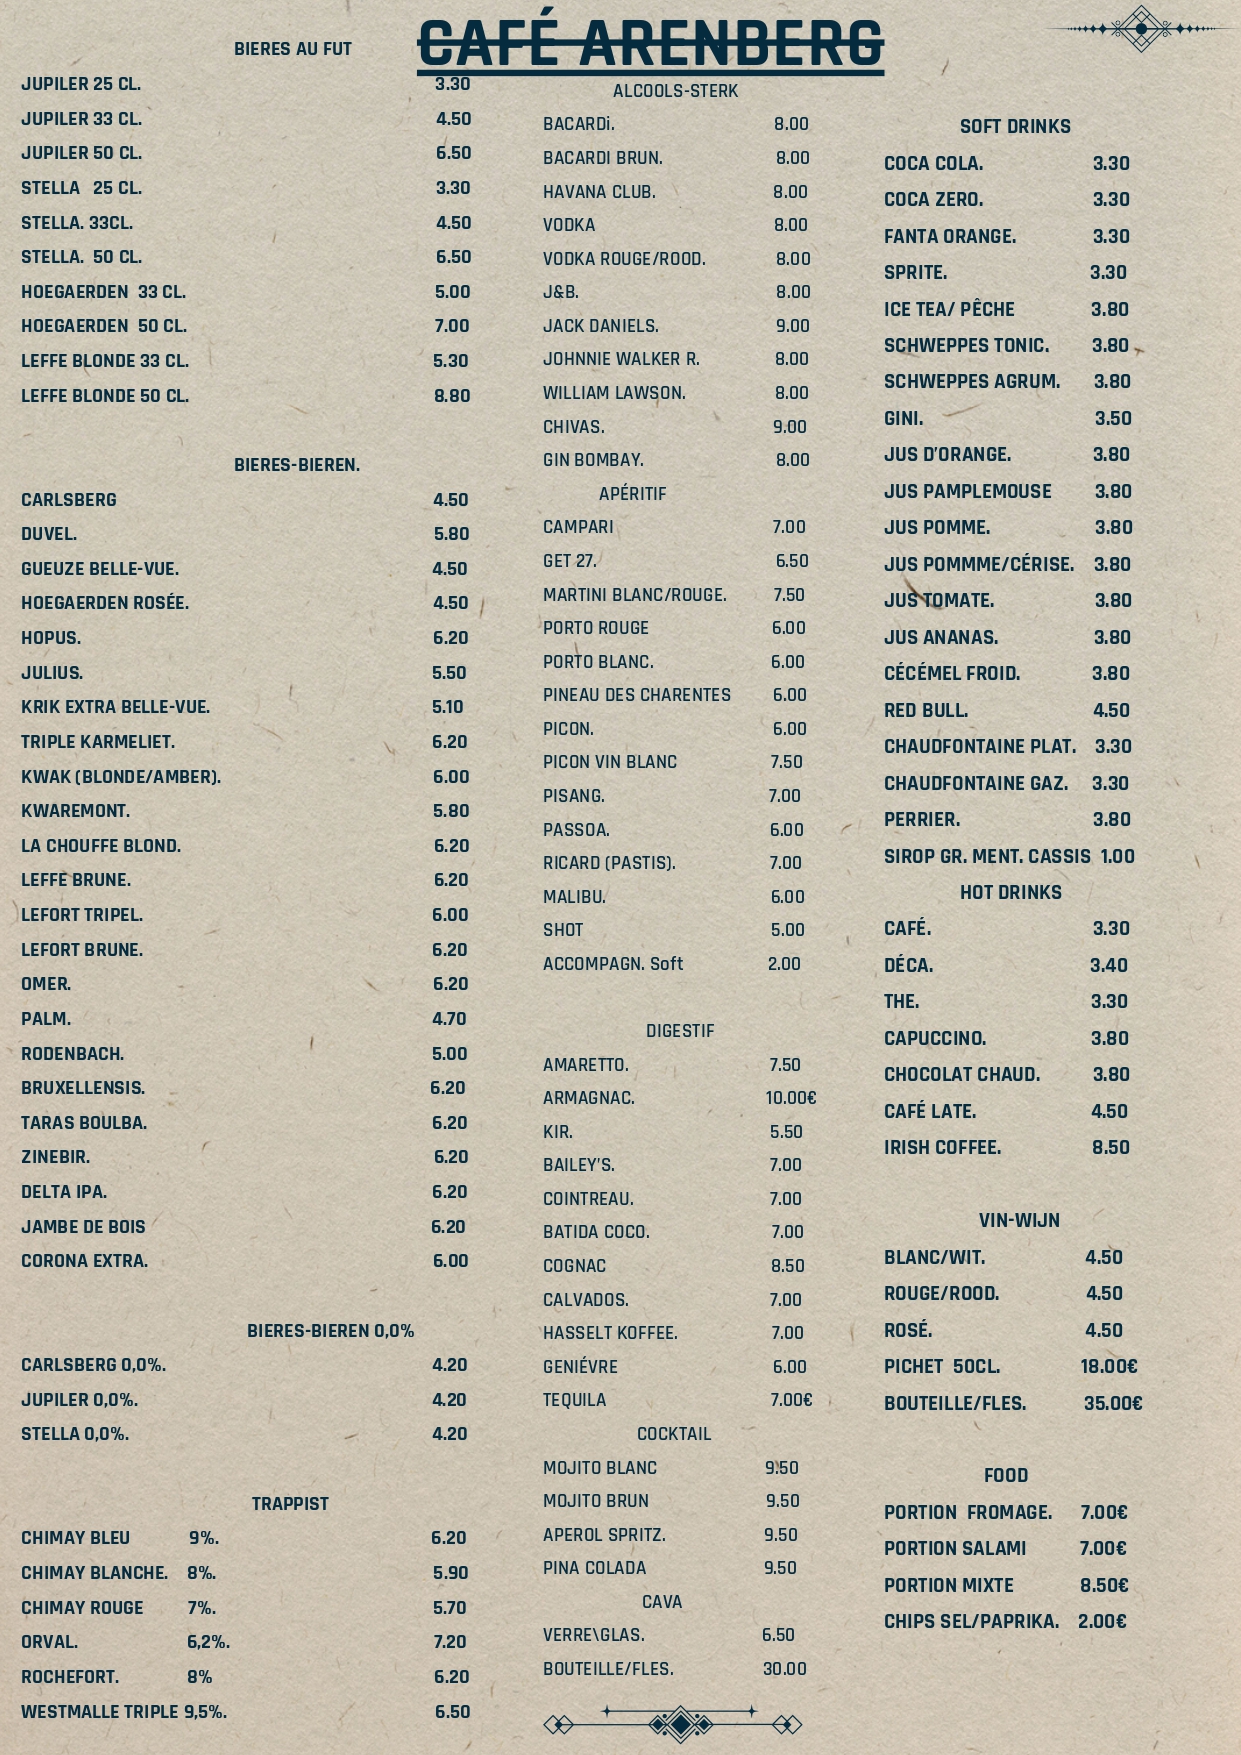 CAFÉ ARENBERG
BIERES AU FUT
JUPILER 25 CL. 3.30
JUPILER 33 CL. 4.50
JUPILER 50 CL. 6.50
STELLA 25 CL. 3.30
STELLA. 33CL. 4.50
STELLA. 50 CL. 6.50
HOEGAERDEN 33 CL. 5.00
HOEGAERDEN 50 CL. 7.00
LEFFE BLONDE 33 CL. 5.30
LEFFE BLONDE 50 CL. 8.80
BIERES-BIEREN.
CARLSBERG 4.50
DUVEL. 5.80
GUEUZE BELLE-VUE. 4.50
HOEGAERDEN ROSÉE. 4.50
HOPUS. 6.20
JULIUS. 5.50
KRIK EXTRA BELLE-VUE. 5.10
TRIPLE KARMELIET. 6.20
KWAK (BLONDE/AMBER). 6.00
KWAREMONT. 5.80
LA CHOUFFE BLOND. 6.20
LEFFE BRUNE. 6.20
LEFORT TRIPEL. 6.00
LEFORT BRUNE. 6.20
OMER. 6.20
PALM. 4.70
RODENBACH. 5.00
BRUXELLENSIS. 6.20
TARAS BOULBA. 6.20
ZINEBIR. 6.20
DELTA IPA. 6.20
JAMBE DE BOIS 6.20
CORONA EXTRA. 6.00
BIERES-BIEREN 0,0%
CARLSBERG 0,0%. 4.20
JUPILER 0,0%. 4.20
STELLA 0,0%. 4.20
TRAPPIST
CHIMAY BLEU 9%. 6.20
CHIMAY BLANCHE. 8%. 5.90
CHIMAY ROUGE 7%. 5.70
ORVAL. 6,2%. 7.20
ROCHEFORT. 8% 6.20
WESTMALLE TRIPLE 9,5%. 6.50
ALCOOLS-STERK
BACARDi. 8.00
BACARDI BRUN. 8.00
HAVANA CLUB. 8.00
VODKA 8.00
VODKA ROUGE/ROOD. 8.00
J&B. 8.00
JACK DANIELS. 9.00
JOHNNIE WALKER R. 8.00
WILLIAM LAWSON. 8.00
CHIVAS. 9.00
GIN BOMBAY. 8.00
APÉRITIF
CAMPARI 7.00
GET 27. 6.50
MARTINI BLANC/ROUGE. 7.50
PORTO ROUGE 6.00
PORTO BLANC. 6.00
PINEAU DES CHARENTES 6.00
PICON. 6.00
PICON VIN BLANC 7.50
PISANG. 7.00
PASSOA. 6.00
RICARD (PASTIS). 7.00
MALIBU. 6.00
SHOT 5.00
ACCOMPAGN. Soft 2.00
DIGESTIF
AMARETTO. 7.50
ARMAGNAC. 10.00€
KIR. 5.50
BAILEY'S. 7.00
COINTREAU. 7.00
BATIDA COCO. 7.00
COGNAC 8.50
CALVADOS. 7.00
HASSELT KOFFEE. 7.00
GENIÉVRE 6.00
TEQUILA 7.00€
COCKTAIL
MOJITO BLANC 9.50
MOJITO BRUN 9.50
APEROL SPRITZ. 9.50
PINA COLADA 9.50
CAVA
VERRE\GLAS. 6.50
BOUTEILLE/FLES. 30.00
SOFT DRINKS
COCA COLA. 3.30
COCA ZERO. 3.30
FANTA ORANGE. 3.30
SPRITE. 3.30
ICE TEA/ PÊCHE 3.80
SCHWEPPES TONIC. 3.80
SCHWEPPES AGRUM. 3.80
GINI. 3.50
JUS D'ORANGE. 3.80
JUS PAMPLEMOUSE 3.80
JUS POMME. 3.80
JUS POMMME/CÉRISE. 3.80
JUS TOMATE. 3.80
JUS ANANAS. 3.80
CÉCÉMEL FROID. 3.80
RED BULL. 4.50
CHAUDFONTAINE PLAT. 3.30
CHAUDFONTAINE GAZ. 3.30
PERRIER. 3.80
SIROP GR. MENT. CASSIS 1.00
HOT DRINKS
CAFÉ. 3.30
DÉCA. 3.40
THE. 3.30
CAPUCCINO. 3.80
CHOCOLAT CHAUD. 3.80
CAFÉ LATE. 4.50
IRISH COFFEE. 8.50
VIN-WIJN
BLANC/WIT. 4.50
ROUGE/ROOD. 4.50
ROSÉ. 4.50
PICHET 50CL. 18.00€
BOUTEILLE/FLES. 35.00€
FOOD
PORTION FROMAGE. 7.00€
PORTION SALAMI 7.00€
PORTION MIXTE 8.50€
CHIPS SEL/PAPRIKA. 2.00€